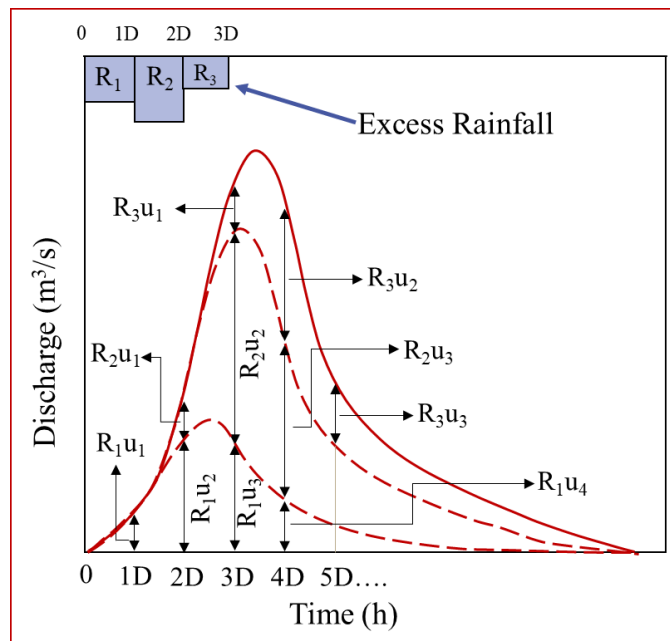 0 1D 2D 3D
R₁ R₂ R₃
Excess Rainfall
R₃u₁
R₃u₂
R₂u₂
R₂u₁
R₂u₃
R₃u₃
R₁u₁
R₁u₂
R₁u₃
R₁u₄
Discharge (m³/s)
0 1D 2D 3D 4D 5D....
Time (h)